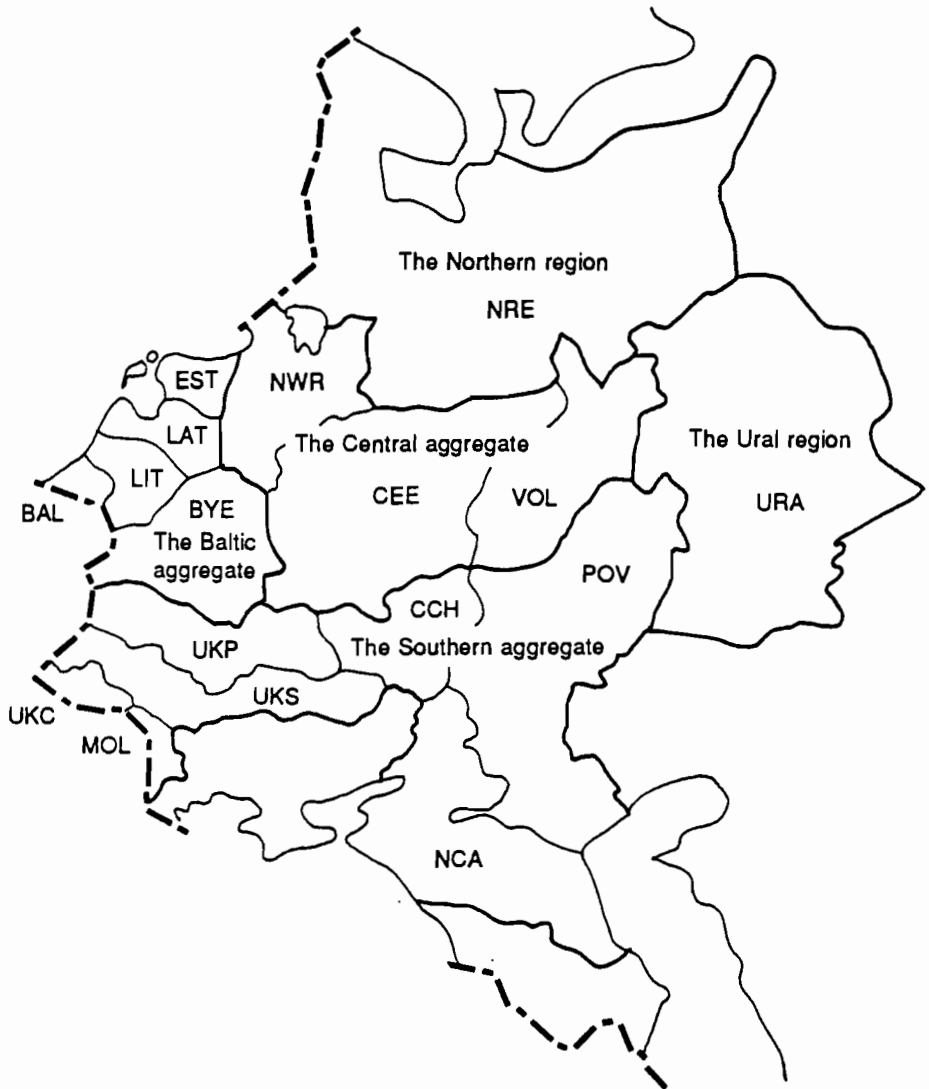 The Northern region
NRE
EST
NWR
LAT
The Central aggregate
The Ural region
LIT
CEE
VOL
URA
BAL
BYE
The Baltic
aggregate
POV
CCH
UKP
The Southern aggregate
UKS
UKC
MOL
NCA